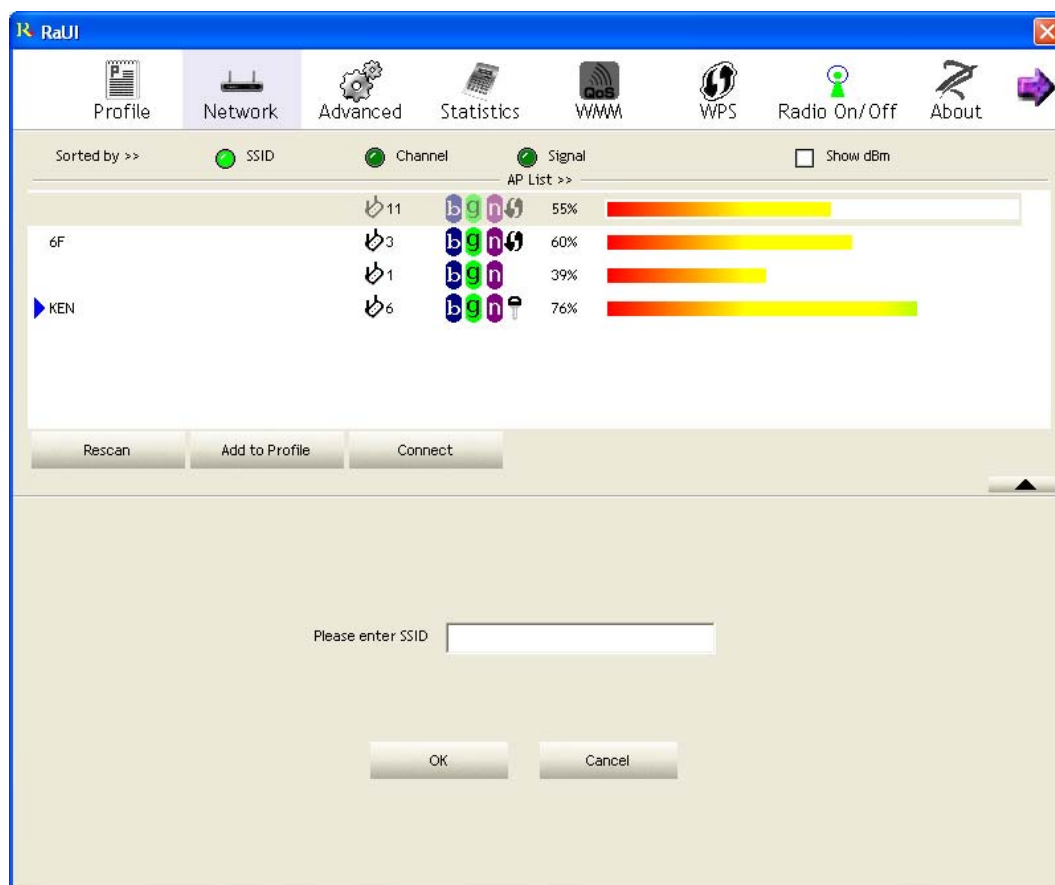 RaUI
Profile Network Advanced Statistics WMM WPS Radio On/Off About
P
QoS
Sorted by >> SSID Channel Signal Show dBm
AP List >>
11 b g n 55%
6F 3 b g n 60%
1 b g n 39%
KEN 6 b g n 76%
Rescan Add to Profile Connect
Please enter SSID
OK Cancel